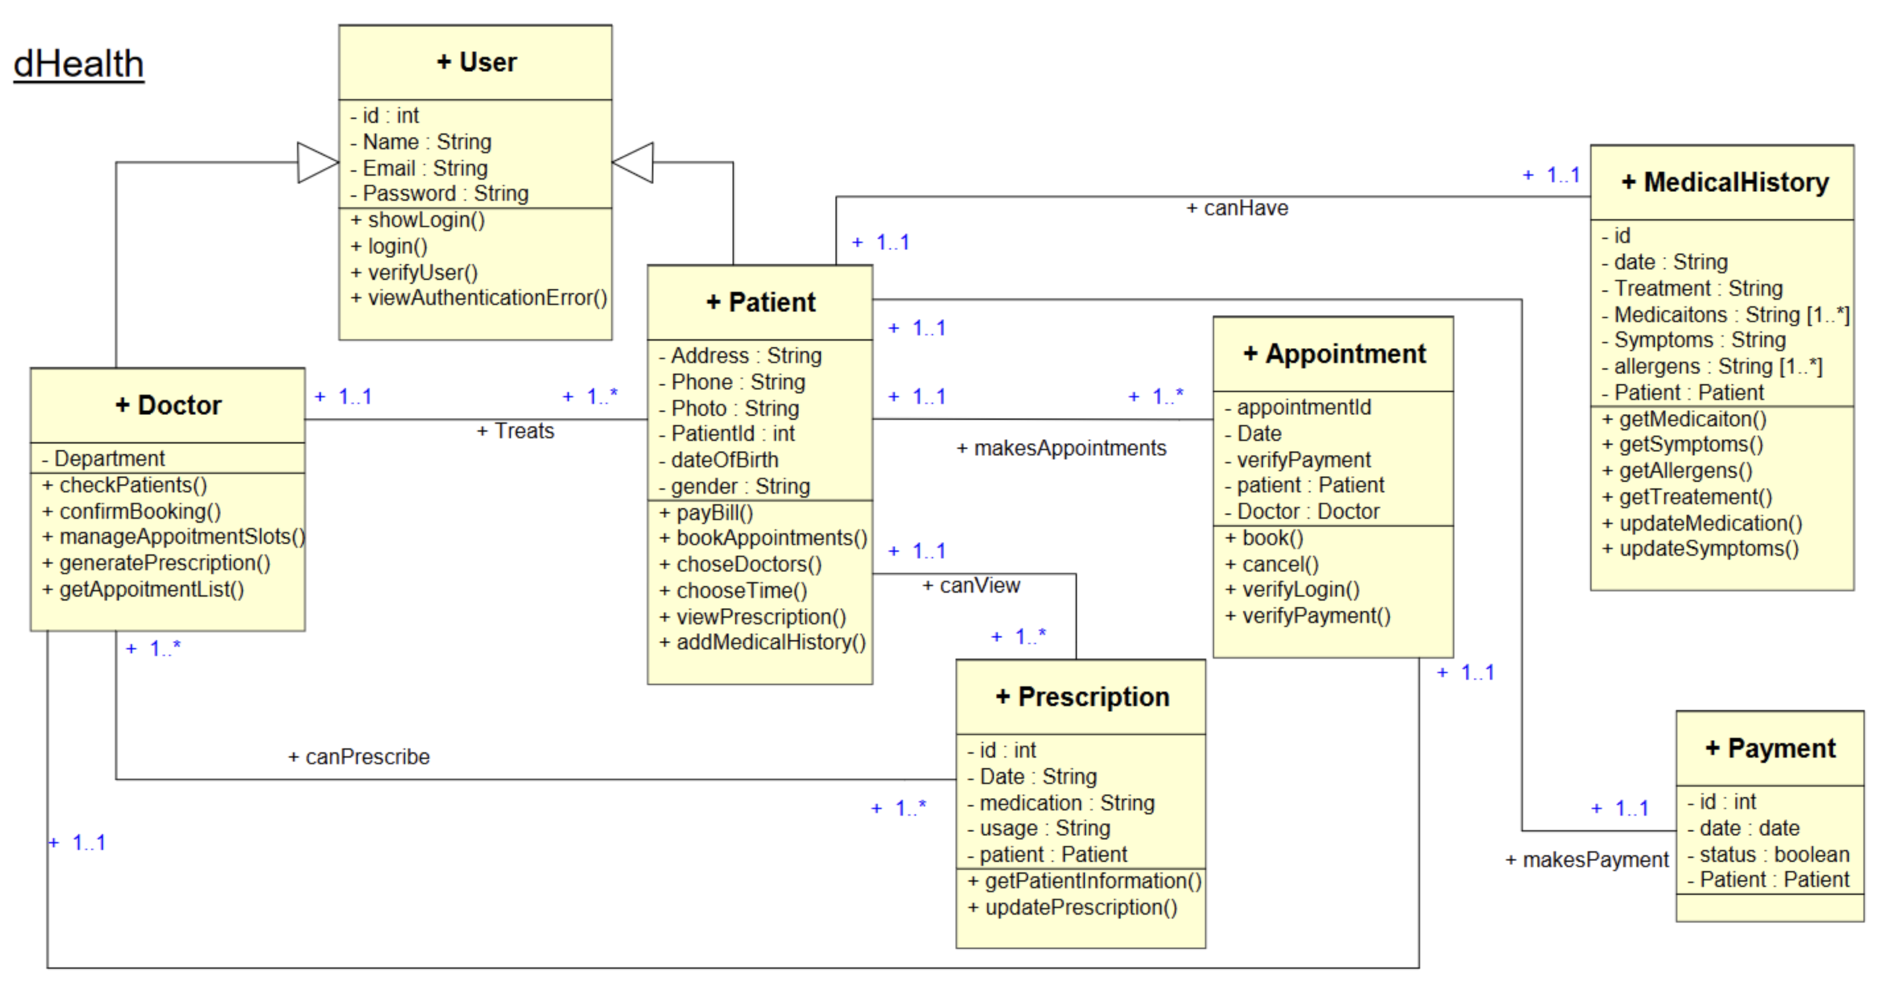 dHealth
+ User
- id : int
- Name : String
- Email : String
- Password : String
+ showLogin()
+ login()
+ verifyUser()
+ viewAuthenticationError()
+ Doctor
- Department
+ checkPatients()
+ confirmBooking()
+ manageAppoitmentSlots()
+ generatePrescription()
+ getAppoitmentList()
+ 1..1
+ 1..*
+ Treats
+ Patient
- Address : String
- Phone : String
- Photo : String
- PatientId : int
- dateOfBirth
- gender : String
+ payBill()
+ bookAppointments()
+ choseDoctors()
+ chooseTime()
+ viewPrescription()
+ addMedicalHistory()
+ 1..1
+ canHave
+ 1..1
+ MedicalHistory
- id
- date : String
- Treatment : String
- Medicaitons : String [1..*]
- Symptoms : String
- allergens : String [1..*]
- Patient : Patient
+ getMedicaiton()
+ getSymptoms()
+ getAllergens()
+ getTreatement()
+ updateMedication()
+ updateSymptoms()
+ 1..1
+ 1..1
+ 1..*
+ makesAppointments
+ Appointment
- appointmentId
- Date
- verifyPayment
- patient : Patient
- Doctor : Doctor
+ book()
+ cancel()
+ verifyLogin()
+ verifyPayment()
+ 1..1
+ 1..1
+ canView
+ 1..*
+ Prescription
- id : int
- Date : String
- medication : String
- usage : String
- patient : Patient
+ getPatientInformation()
+ updatePrescription()
+ 1..*
+ canPrescribe
+ 1..*
+ 1..1
+ 1..1
+ makesPayment
+ Payment
- id : int
- date : date
- status : boolean
- Patient : Patient